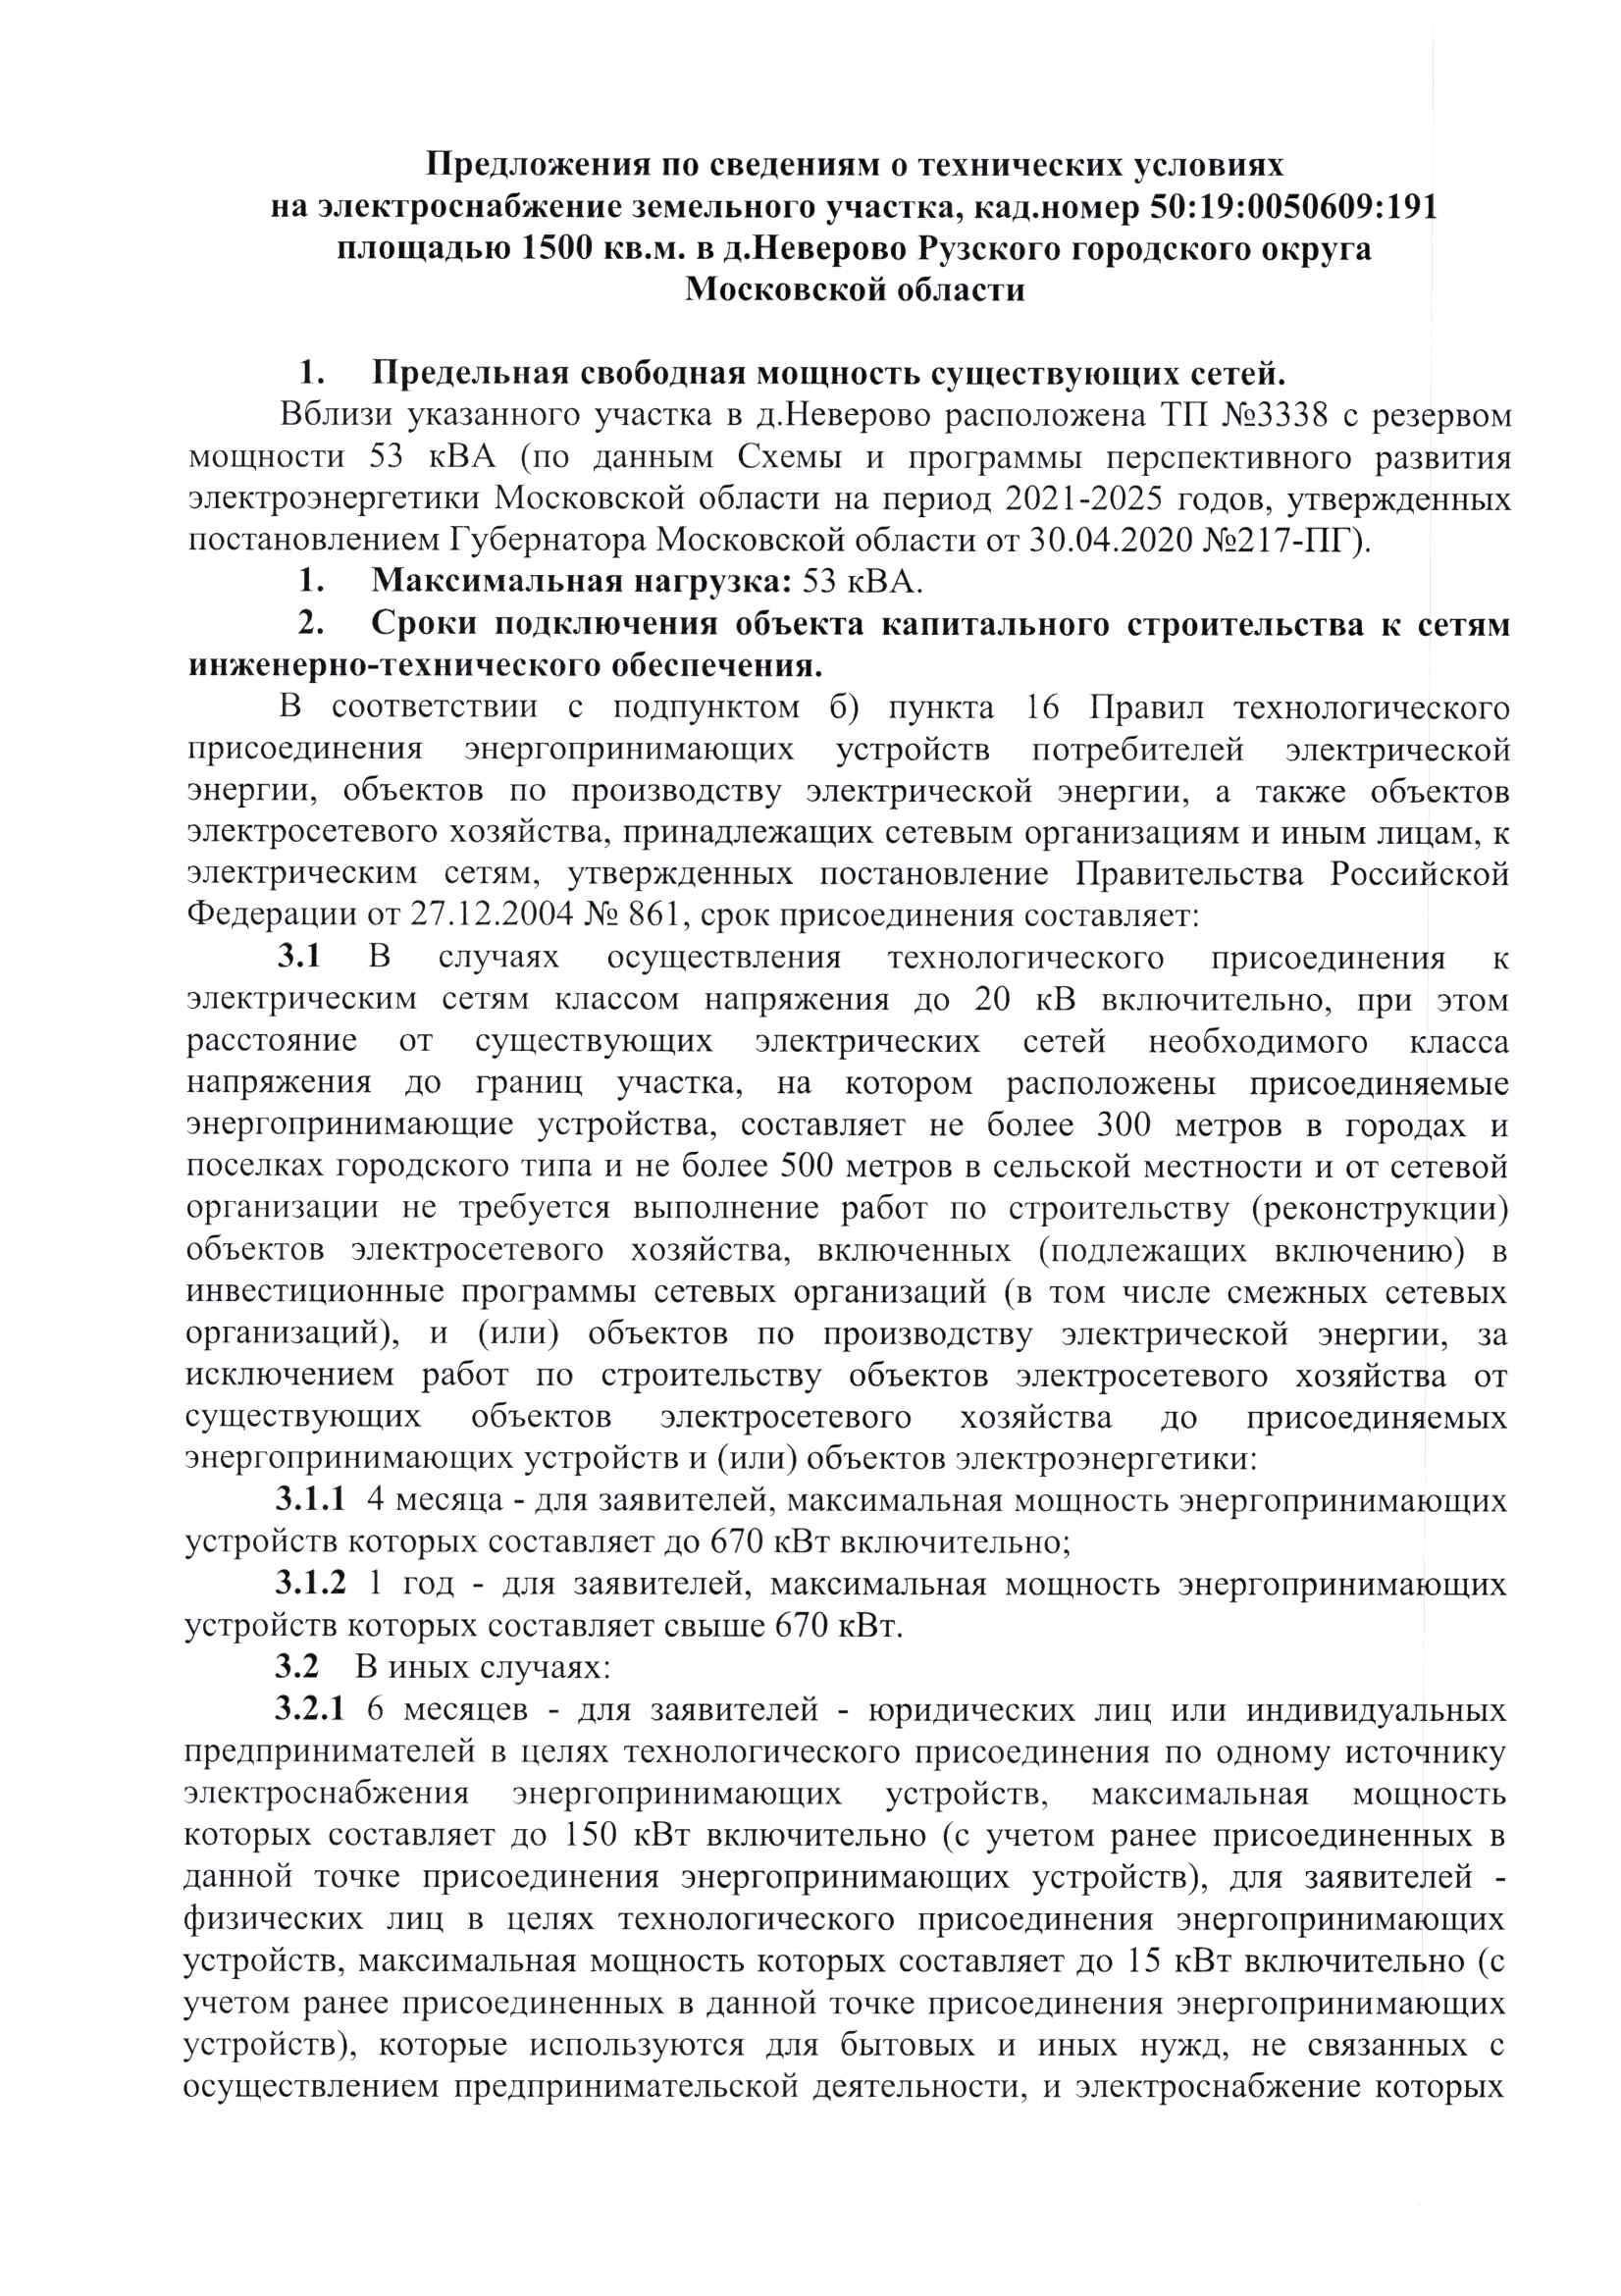 Предложения по сведениям о технических условиях
на электроснабжение земельного участка, кад.номер 50:19:0050609:191
площадью 1500 кв.м. в д.Неверово Рузского городского округа
Московской области
1. Предельная свободная мощность существующих сетей.
Вблизи указанного участка в д.Неверово расположена ТП №3338 с резервом
мощности 53 кВА (по данным Схемы и программы перспективного развития
электроэнергетики Московской области на период 2021-2025 годов, утвержденных
постановлением Губернатора Московской области от 30.04.2020 №217-ПГ).
1. Максимальная нагрузка: 53 кВА.
2. Сроки подключения объекта капитального строительства к сетям
инженерно-технического обеспечения.
В соответствии с подпунктом б) пункта 16 Правил технологического
присоединения энергопринимающих устройств потребителей электрической
энергии, объектов по производству электрической энергии, а также объектов
электросетевого хозяйства, принадлежащих сетевым организациям и иным лицам, к
электрическим сетям, утвержденных постановление Правительства Российской
Федерации от 27.12.2004 № 861, срок присоединения составляет:
3.1 В случаях осуществления технологического присоединения к
электрическим сетям классом напряжения до 20 кВ включительно, при этом
расстояние от существующих электрических сетей необходимого класса
напряжения до границ участка, на котором расположены присоединяемые
энергопринимающие устройства, составляет не более 300 метров в городах и
поселках городского типа и не более 500 метров в сельской местности и от сетевой
организации не требуется выполнение работ по строительству (реконструкции)
объектов электросетевого хозяйства, включенных (подлежащих включению) в
инвестиционные программы сетевых организаций (в том числе смежных сетевых
организаций), и (или) объектов по производству электрической энергии, за
исключением работ по строительству объектов электросетевого хозяйства от
существующих объектов электросетевого хозяйства до присоединяемых
энергопринимающих устройств и (или) объектов электроэнергетики:
3.1.1 4 месяца - для заявителей, максимальная мощность энергопринимающих
устройств которых составляет до 670 кВт включительно;
3.1.2 1 год - для заявителей, максимальная мощность энергопринимающих
устройств которых составляет свыше 670 кВт.
3.2 В иных случаях:
3.2.1 6 месяцев - для заявителей - юридических лиц или индивидуальных
предпринимателей в целях технологического присоединения по одному источнику
электроснабжения энергопринимающих устройств, максимальная мощность
которых составляет до 150 кВт включительно (с учетом ранее присоединенных в
данной точке присоединения энергопринимающих устройств), для заявителей -
физических лиц в целях технологического присоединения энергопринимающих
устройств, максимальная мощность которых составляет до 15 кВт включительно (с
учетом ранее присоединенных в данной точке присоединения энергопринимающих
устройств), которые используются для бытовых и иных нужд, не связанных с
осуществлением предпринимательской деятельности, и электроснабжение которых